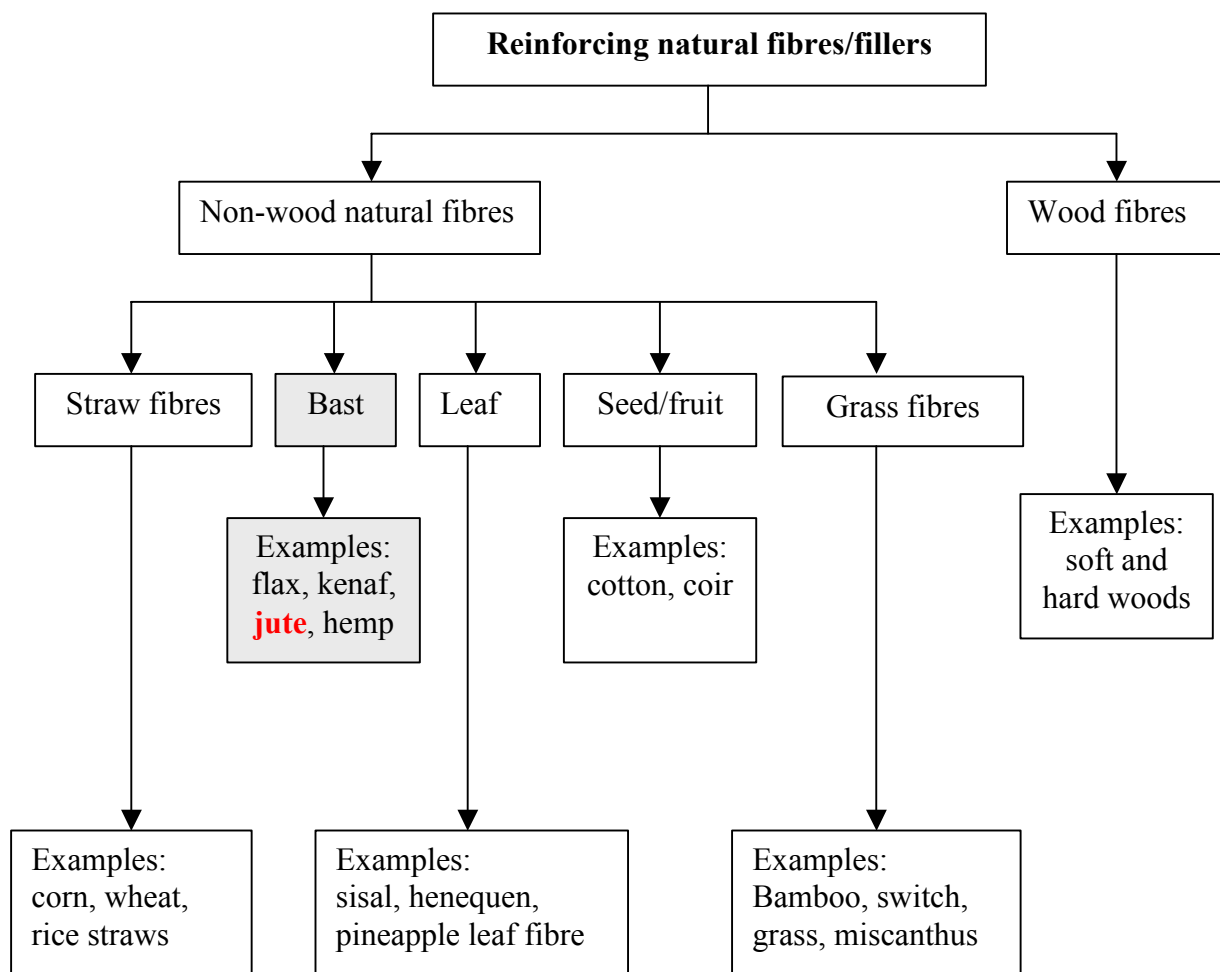 Reinforcing natural fibres/fillers
Non-wood natural fibres
Wood fibres
Straw fibres
Bast
Leaf
Seed/fruit
Grass fibres
Examples:
flax, kenaf,
jute, hemp
Examples:
cotton, coir
Examples:
soft and
hard woods
Examples:
corn, wheat,
rice straws
Examples:
sisal, henequen,
pineapple leaf fibre
Examples:
Bamboo, switch,
grass, miscanthus